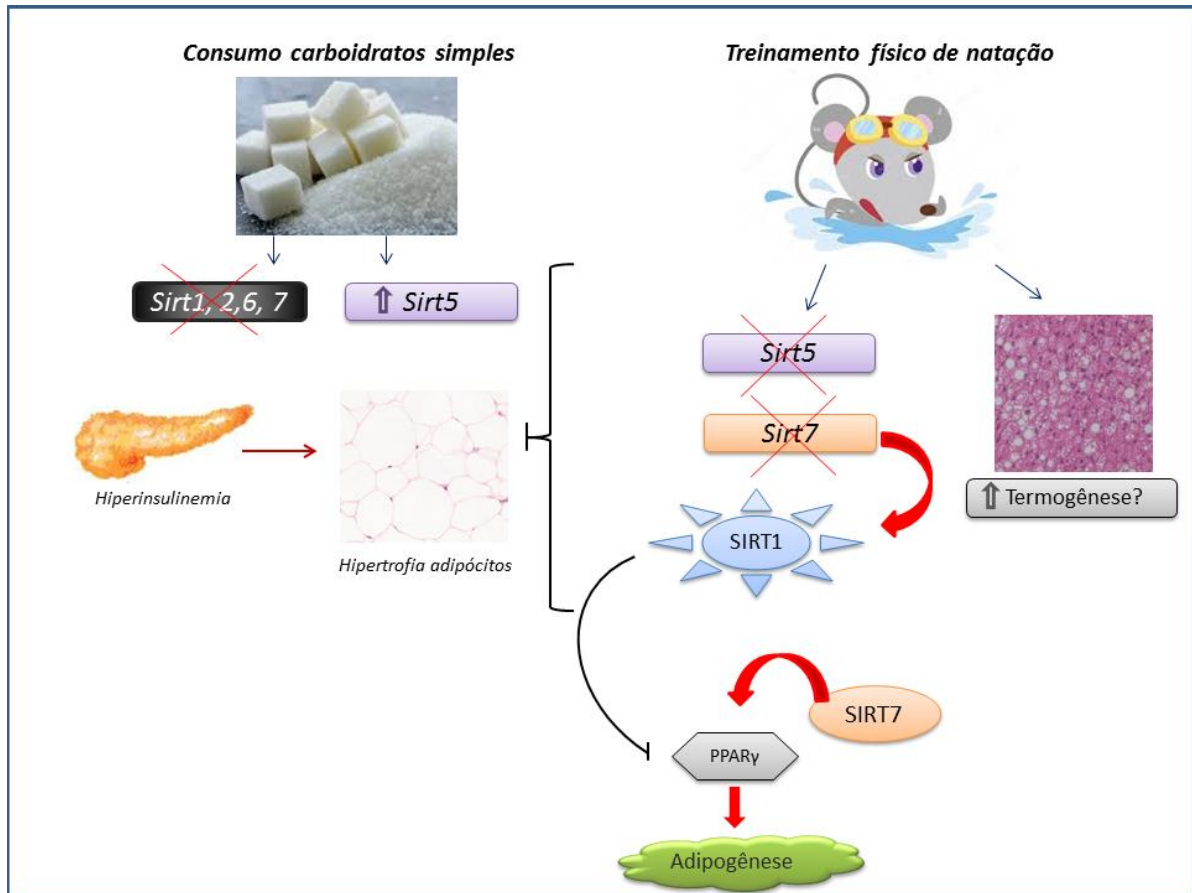 Consumo carboidratos simples
Treinamento físico de natação
Sirt1, 2,6, 7
⇧ Sirt5
Sirt5
Sirt7
Hiperinsulinemia
Hipertrofia adipócitos
SIRT1
⇧ Termogênese?
SIRT7
PPARγ
Adipogênese